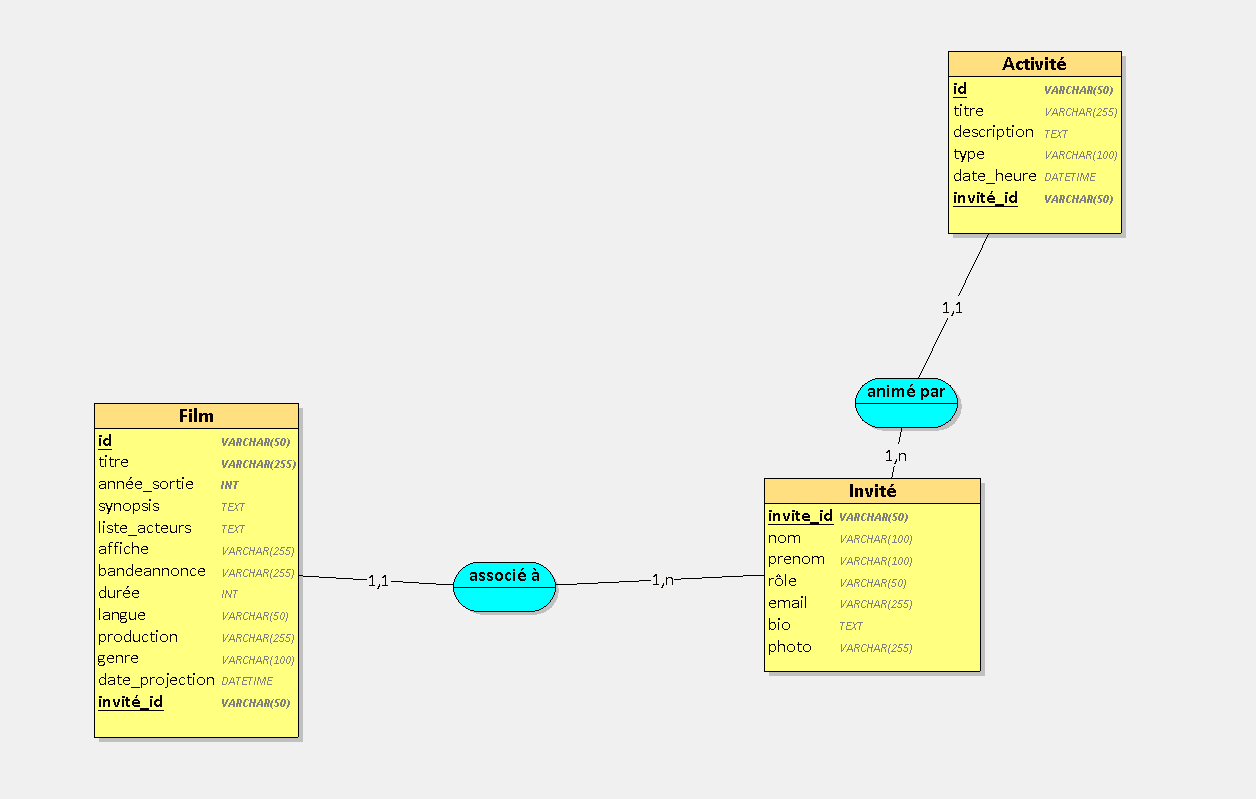 Activité
id VARCHAR(50)
titre VARCHAR(255)
description TEXT
type VARCHAR(100)
date_heure DATETIME
invité_id VARCHAR(50)
1,1
animé par
1,n
Film
id VARCHAR(50)
titre VARCHAR(255)
année_sortie INT
synopsis TEXT
liste_acteurs TEXT
affiche VARCHAR(255)
bandeannonce VARCHAR(255)
durée INT
langue VARCHAR(50)
production VARCHAR(255)
genre VARCHAR(100)
date_projection DATETIME
invité_id VARCHAR(50)
1,1
associé à
1,n
Invité
invite_id VARCHAR(50)
nom VARCHAR(100)
prenom VARCHAR(100)
rôle VARCHAR(50)
email VARCHAR(255)
bio TEXT
photo VARCHAR(255)